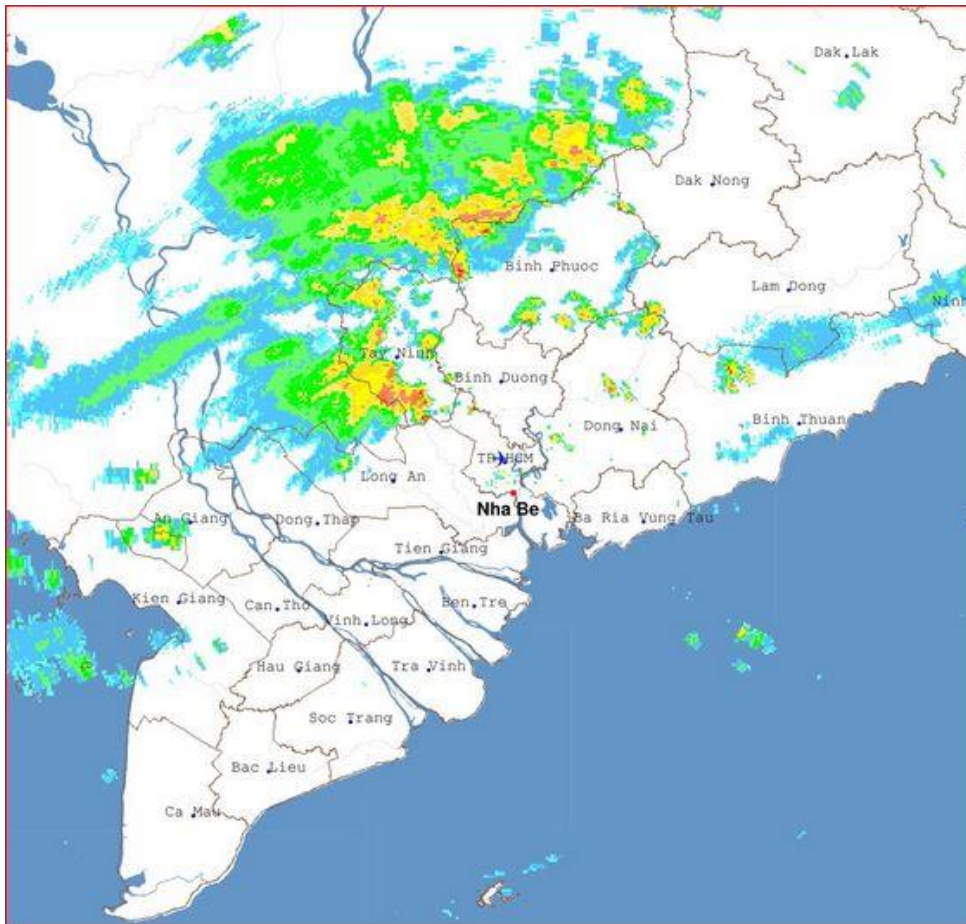 Dak Lak
Dak Nong
Binh Phuoc
Lam Dong
Ninh
Tay Ninh
Binh Duong
Binh Thuan
Dong Nai
TP.HCM
Long An
Nha Be
An Giang
Dong Thap
Ba Ria Vung Tau
Tien Giang
Kien Giang
Can Tho
Ben Tre
Vinh Long
Hau Giang
Tra Vinh
Soc Trang
Bac Lieu
Ca Mau